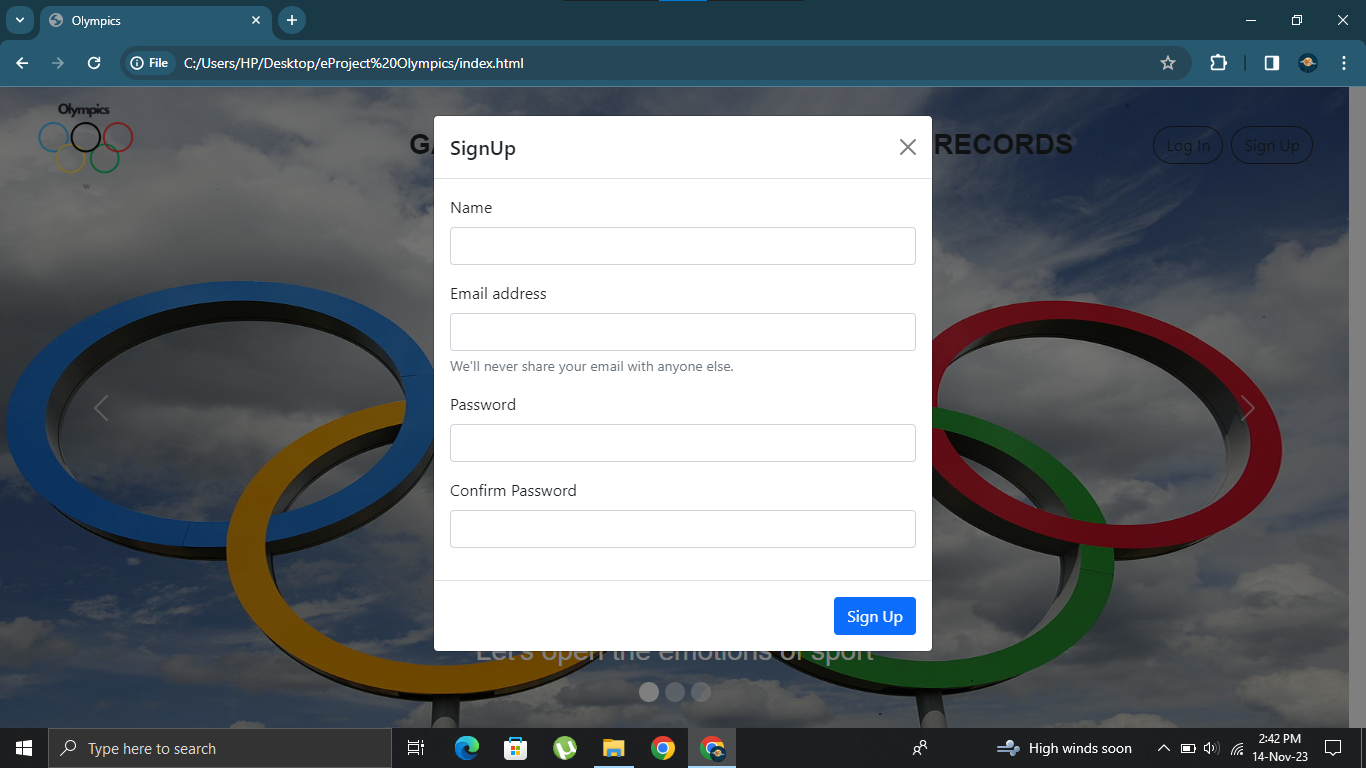 Olympics
File
C:/Users/HP/Desktop/eProject%20Olympics/index.html
Olympics
RECORDS
Log In
Sign Up
SignUp
Name
Email address
We'll never share your email with anyone else.
Password
Confirm Password
Sign Up
Let's open the emotions of sport
Type here to search
High winds soon
2:42 PM
14-Nov-23